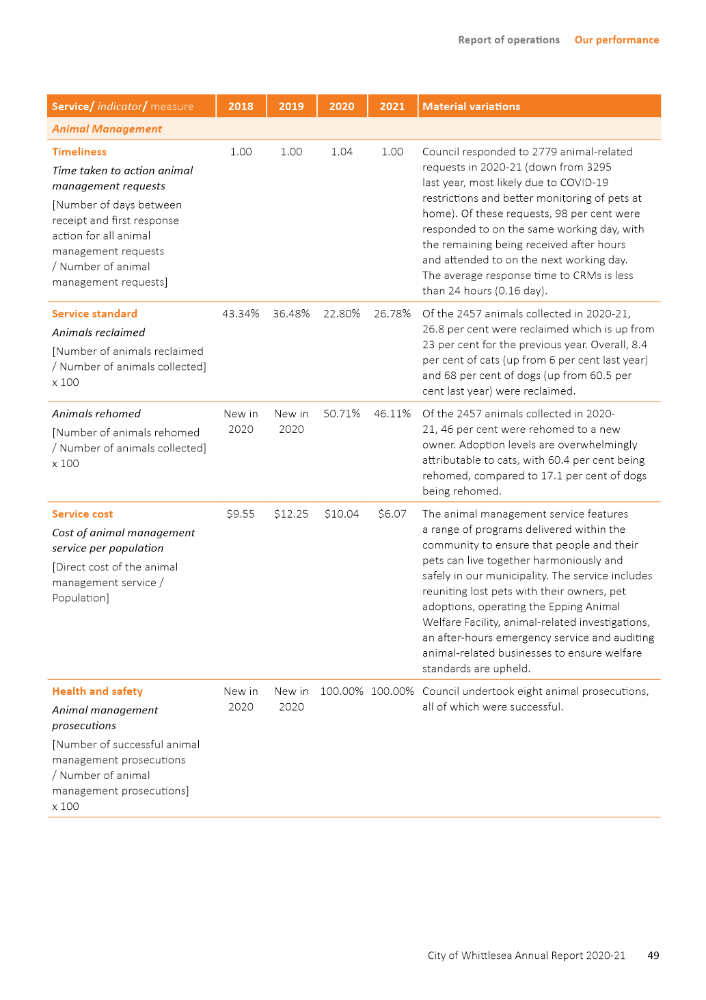 Report of operations Our performance
Service/ indicator/ measure 2018 2019 2020 2021 Material variations
Animal Management
Timeliness 1.00 1.00 1.04 1.00
Time taken to action animal
management requests
[Number of days between
receipt and first response
action for all animal
management requests
/ Number of animal
management requests]
Council responded to 2779 animal-related
requests in 2020-21 (down from 3295
last year, most likely due to COVID-19
restrictions and better monitoring of pets at
home). Of these requests, 98 per cent were
responded to on the same working day, with
the remaining being received after hours
and attended to on the next working day.
The average response time to CRMs is less
than 24 hours (0.16 day).
Service standard 43.34% 36.48% 22.80% 26.78%
Animals reclaimed
[Number of animals reclaimed
/ Number of animals collected]
x 100
Of the 2457 animals collected in 2020-21,
26.8 per cent were reclaimed which is up from
23 per cent for the previous year. Overall, 8.4
per cent of cats (up from 6 per cent last year)
and 68 per cent of dogs (up from 60.5 per
cent last year) were reclaimed.
Animals rehomed New in New in 50.71% 46.11%
2020 2020
[Number of animals rehomed
/ Number of animals collected]
x 100
Of the 2457 animals collected in 2020-
21, 46 per cent were rehomed to a new
owner. Adoption levels are overwhelmingly
attributable to cats, with 60.4 per cent being
rehomed, compared to 17.1 per cent of dogs
being rehomed.
Service cost $9.55 $12.25 $10.04 $6.07
Cost of animal management
service per population
[Direct cost of the animal
management service /
Population]
The animal management service features
a range of programs delivered within the
community to ensure that people and their
pets can live together harmoniously and
safely in our municipality. The service includes
reuniting lost pets with their owners, pet
adoptions, operating the Epping Animal
Welfare Facility, animal-related investigations,
an after-hours emergency service and auditing
animal-related businesses to ensure welfare
standards are upheld.
Health and safety New in New in 100.00% 100.00%
2020 2020
Animal management
prosecutions
[Number of successful animal
management prosecutions
/ Number of animal
management prosecutions]
x 100
Council undertook eight animal prosecutions,
all of which were successful.
City of Whittlesea Annual Report 2020-21 49